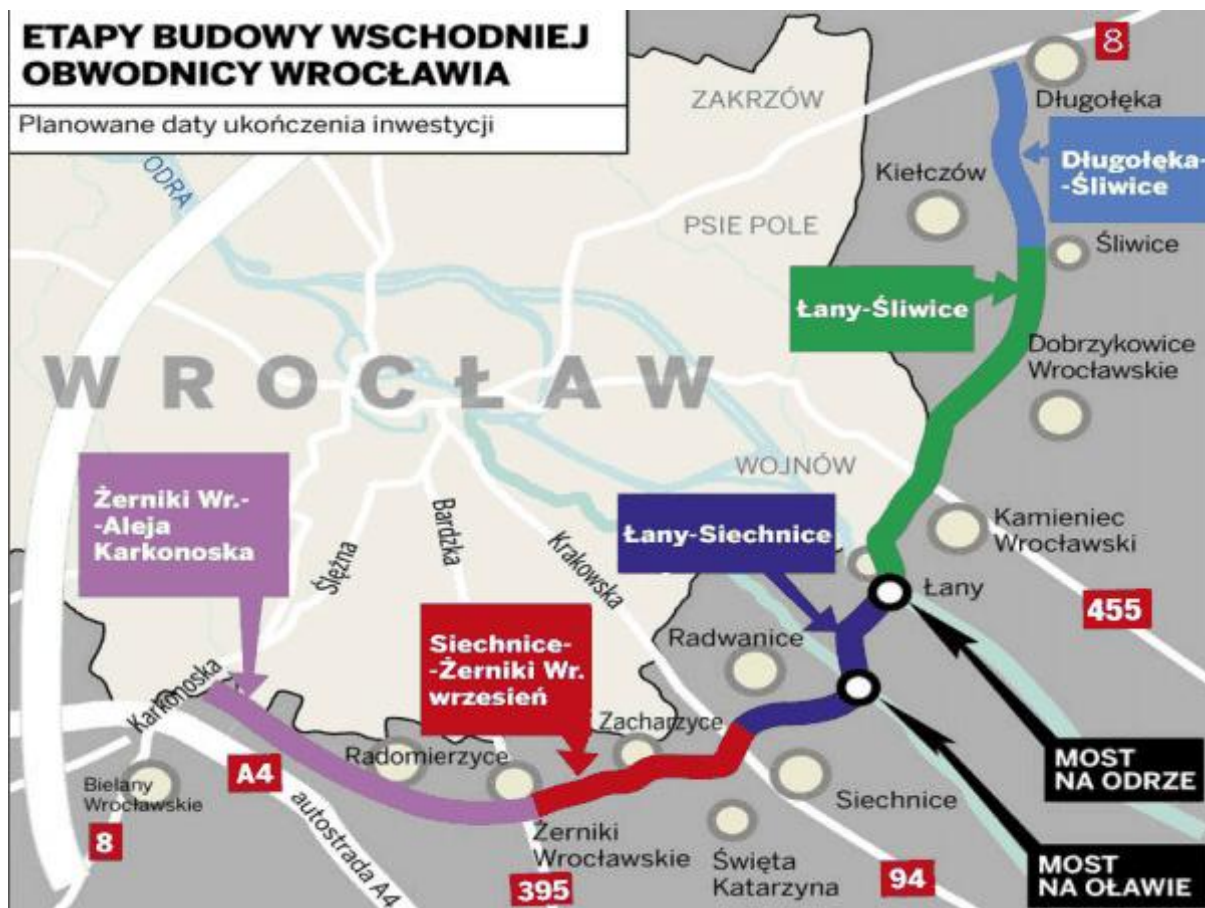 ETAPY BUDOWY WSCHODNIEJ
OBWODNICY WROCŁAWIA
Planowane daty ukończenia inwestycji
8
ZAKRZÓW
Długołęka
ODRA
Kiełczów
Długołęka-
-Śliwice
PSIE POLE
Śliwice
Łany-Śliwice
Dobrzykowice
Wrocławskie
WROCŁAW
WOJNÓW
Żerniki Wr.-
-Aleja
Karkonoska
Ślężna
Bardzka
Krakowska
Łany-Siechnice
Kamieniec
Wrocławski
Łany
455
Radwanice
Siechnice-
-Żerniki Wr.
wrzesień
Karkonoska
Zacharzyce
Radomierzyce
A4
Bielany
Wrocławskie
autostrada A4
MOST
NA ODRZE
Siechnice
8
Żerniki
Wrocławskie
Święta
Katarzyna
395
94
MOST
NA OŁAWIE